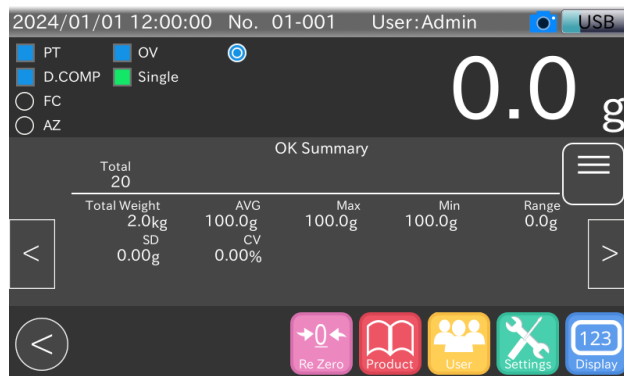 2024/01/01 12:00:00 No. 01-001 User:Admin USB
PT OV
D.COMP Single
FC
AZ
0.0 g
OK Summary
Total
20
Total Weight AVG Max Min Range
2.0kg 100.0g 100.0g 100.0g 0.0g
SD CV
0.00g 0.00%
< >
<
0 123
Re Zero Product User Settings Display